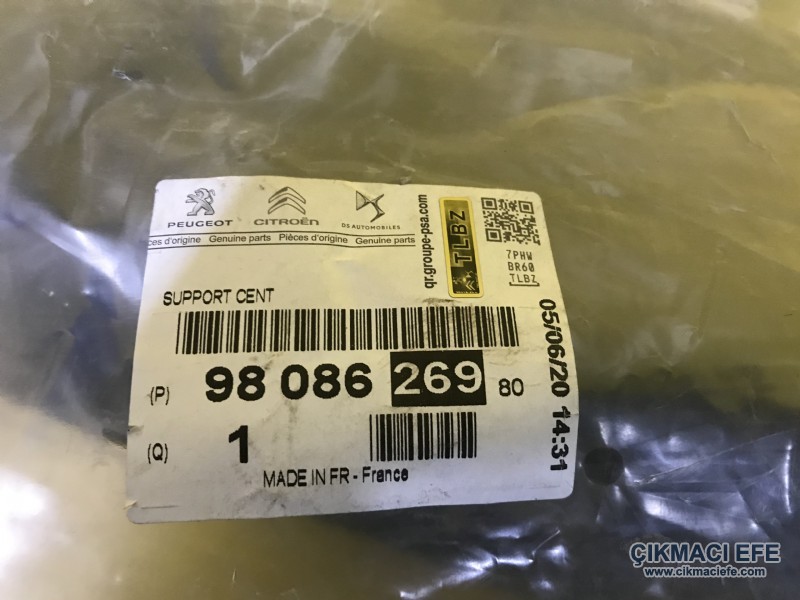 PEUGEOT CITROËN DS AUTOMOBILES
ces d'origine Genuine parts Pièces d'origine Genuine parts
qr.groupe-psa.com
TLBZ
7PHW
BR60
TLBZ
05/06/20 14:31
SUPPORT CENT
(P) 98 086 269 80
(Q) 1
MADE IN FR - France
ÇIKMACI EFE
www.cikmaciefe.com